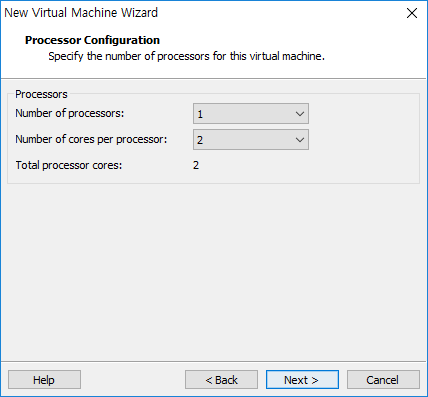 New Virtual Machine Wizard
Processor Configuration
Specify the number of processors for this virtual machine.
Processors
Number of processors: 1
Number of cores per processor: 2
Total processor cores: 2
Help < Back Next > Cancel